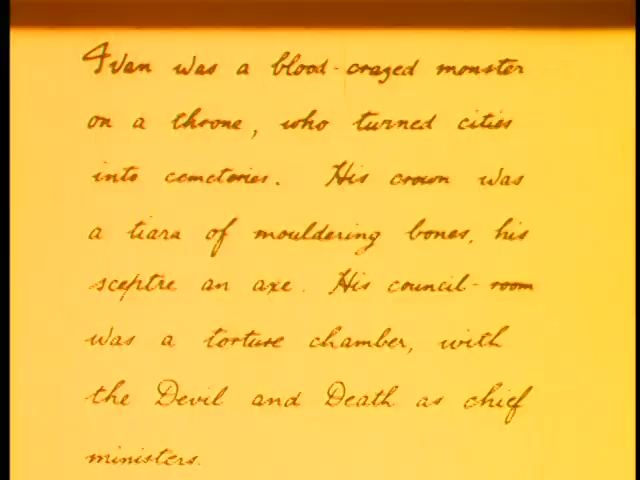 Ivan was a blood-crazed monster
on a throne, who turned cities
into cemeteries. His crown was
a tiara of mouldering bones, his
sceptre an axe. His council-room
was a torture chamber, with
the Devil and Death as chief
ministers.